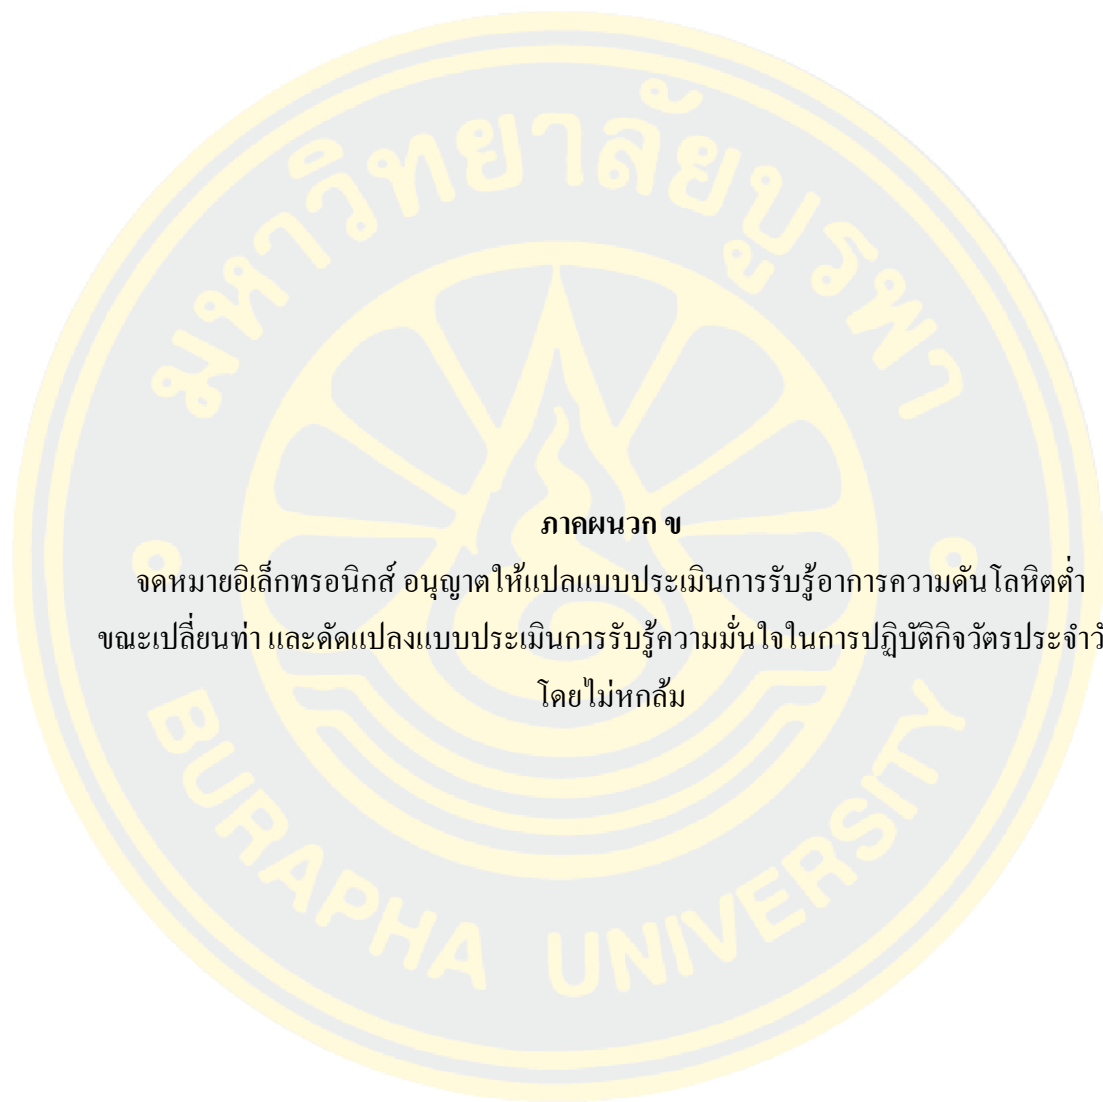 มหาวิทยาลัยบูรพา
ภาคผนวก ข
จดหมายอิเล็กทรอนิกส์ อนุญาตให้แปลแบบประเมินการรับรู้อาการความดันโลหิตต่ำ
ขณะเปลี่ยนท่า และดัดแปลงแบบประเมินการรับรู้ความมั่นใจในการปฏิบัติกิจวัตรประจำวั
โดยไม่หกล้ม
BURAPHA UNIVERSITY